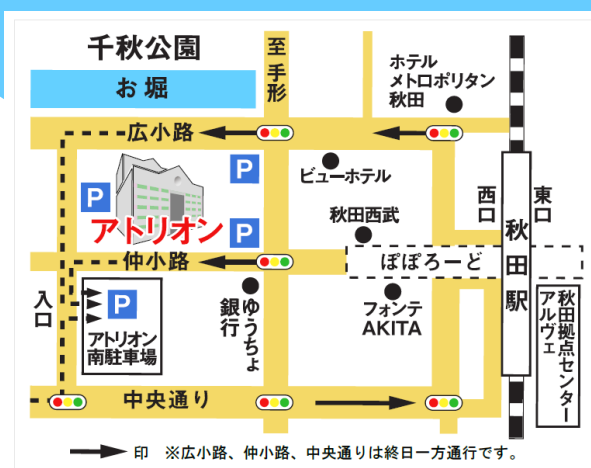 千秋公園
お堀
至手形
ホテル
メトロポリタン
秋田
広小路
P
P
ビューホテル
アトリオン
P
秋田西武
西口
東口
秋田駅
仲小路
ぽぽろーど
入口
P
アトリオン
南駐車場
ゆうちょ
銀行
フォンテ
AKITA
秋田拠点センター
アルヴェ
中央通り
印 ※広小路、仲小路、中央通りは終日一方通行です。